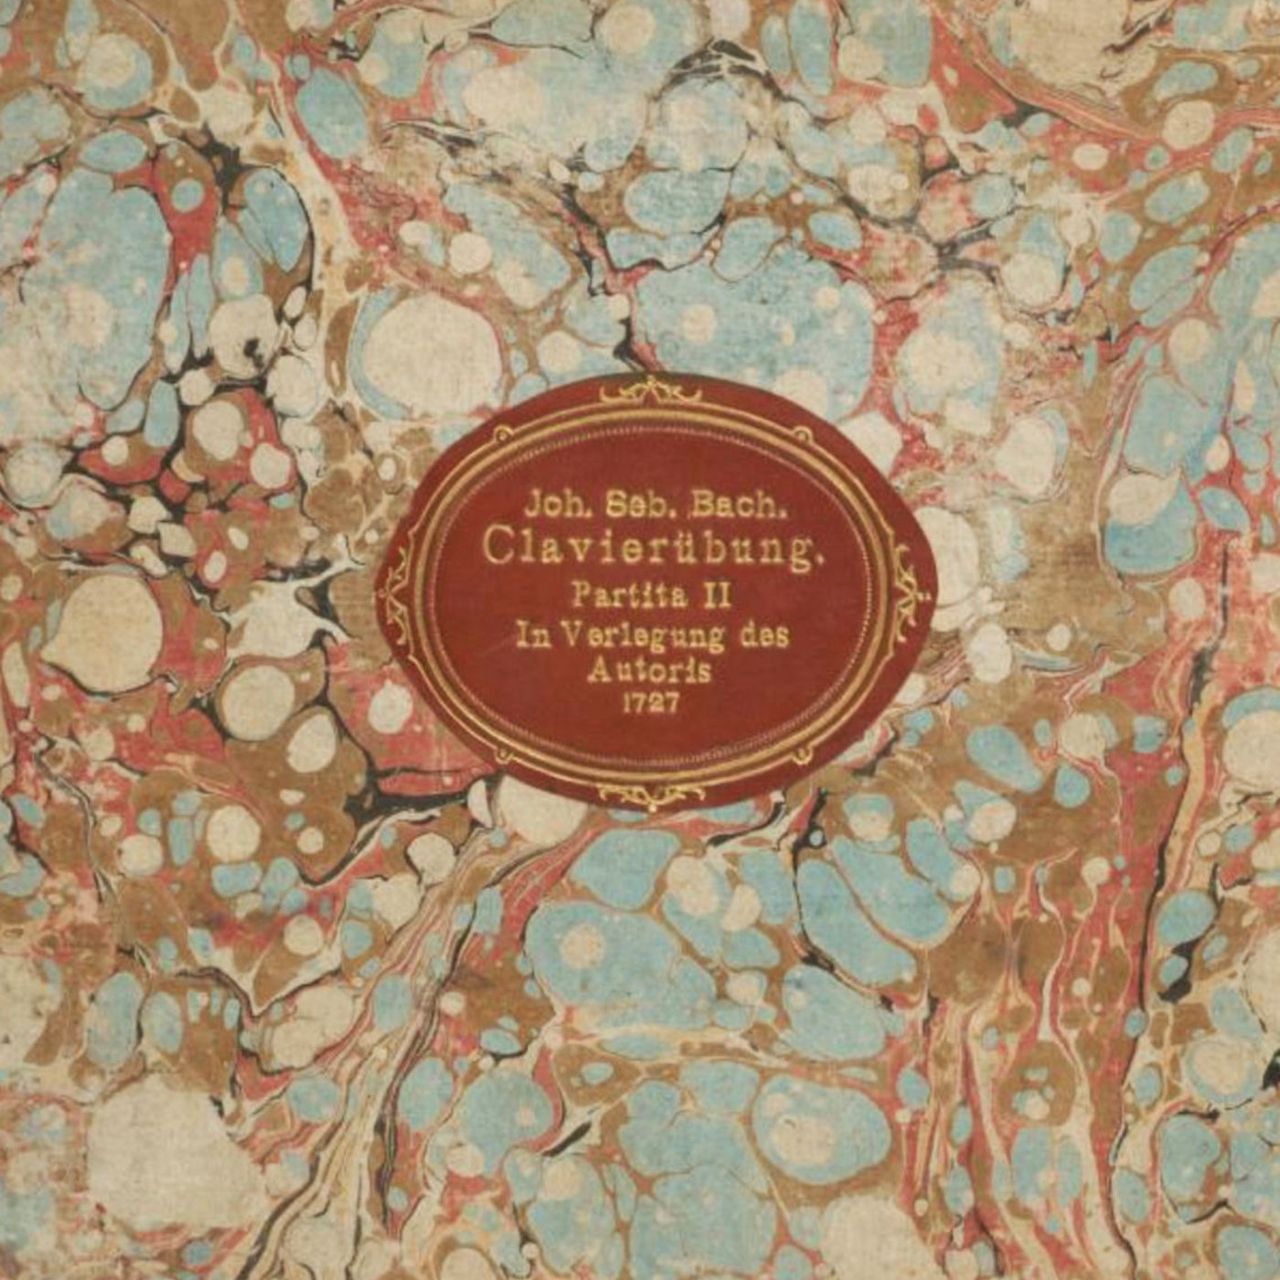 Joh. Seb. Bach.
Clavierübung.
Partita II
In Verlegung des
Autoris
1727